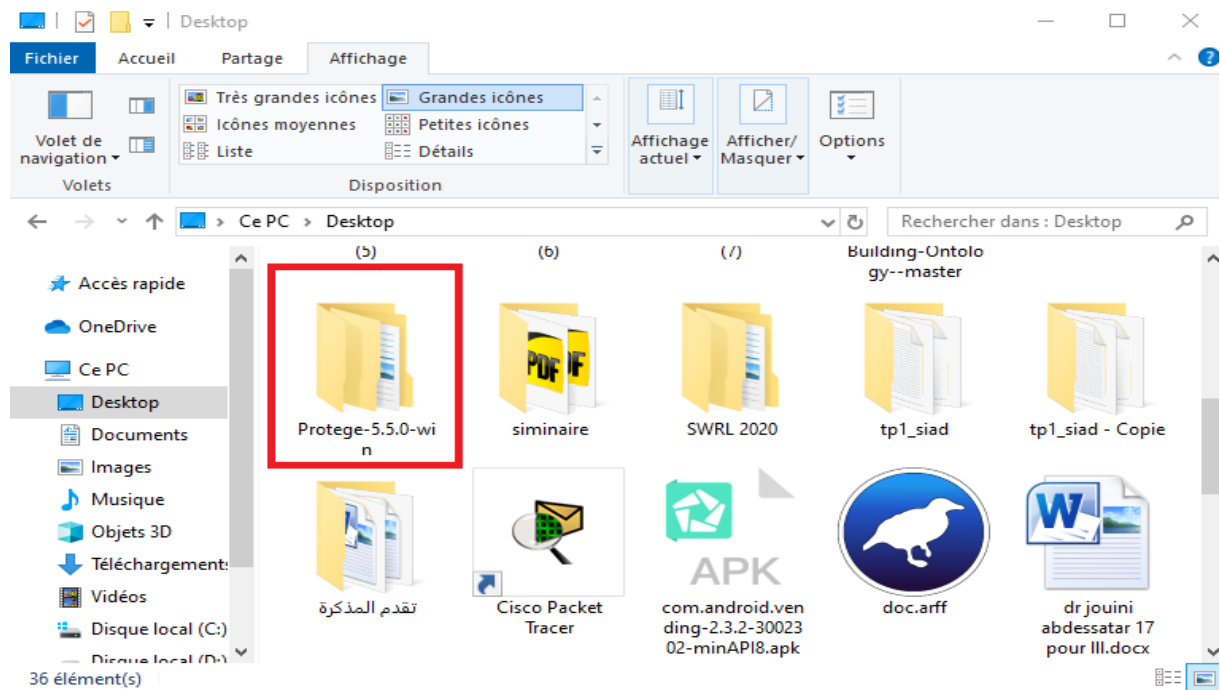 Desktop
Fichier Accueil Partage Affichage
Très grandes icônes Grandes icônes
Icônes moyennes Petites icônes
Liste Détails
Volet de
navigation
Affichage
actuel
Afficher/
Masquer
Options
Volets Disposition
Ce PC > Desktop
Rechercher dans : Desktop
Accès rapide
OneDrive
Ce PC
Desktop
Documents
Images
Musique
Objets 3D
Téléchargements
Vidéos
Disque local (C:)
Disque local (D:)
(5)
(6)
(7)
Building-Ontolo
gy--master
Protege-5.5.0-wi
n
PDF
siminaire
SWRL 2020
tp1_siad
tp1_siad - Copie
تقدم المذكرة
Cisco Packet
Tracer
APK
com.android.ven
ding-2.3.2-30023
02-minAPI8.apk
doc.arff
W
dr jouini
abdessatar 17
pour III.docx
36 élément(s)